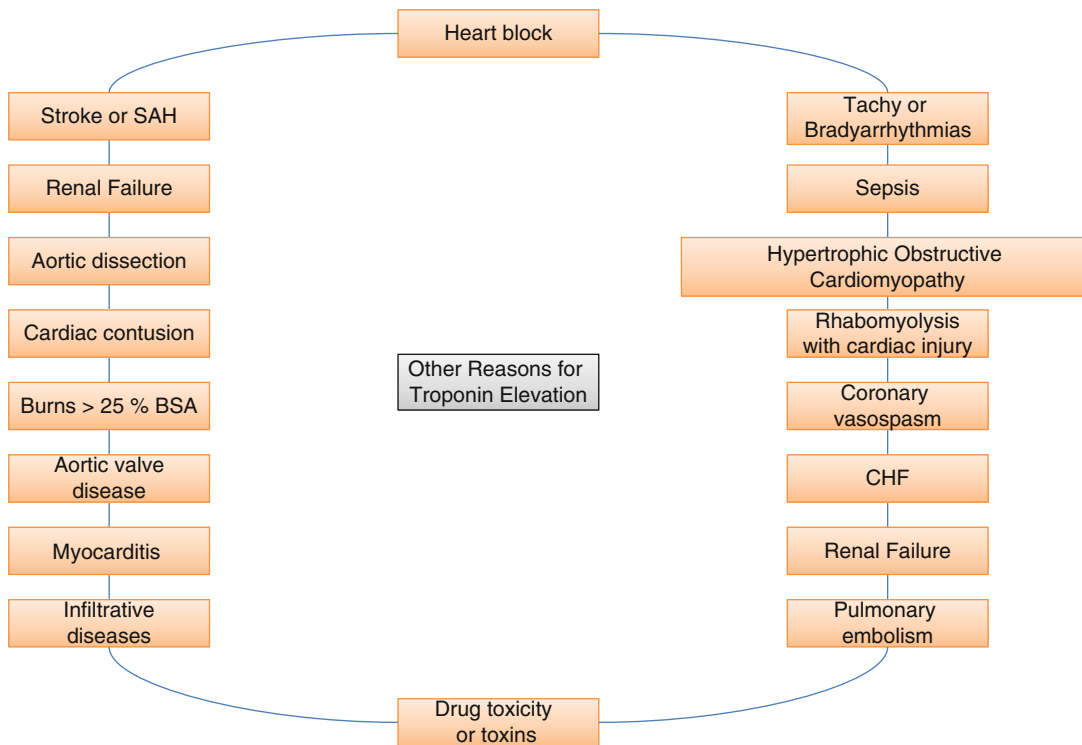 Heart block
Stroke or SAH
Renal Failure
Aortic dissection
Cardiac contusion
Burns > 25 % BSA
Aortic valve
disease
Myocarditis
Infiltrative
diseases
Other Reasons for
Troponin Elevation
Tachy or
Bradyarrhythmias
Sepsis
Hypertrophic Obstructive
Cardiomyopathy
Rhabomyolysis
with cardiac injury
Coronary
vasospasm
CHF
Renal Failure
Pulmonary
embolism
Drug toxicity
or toxins